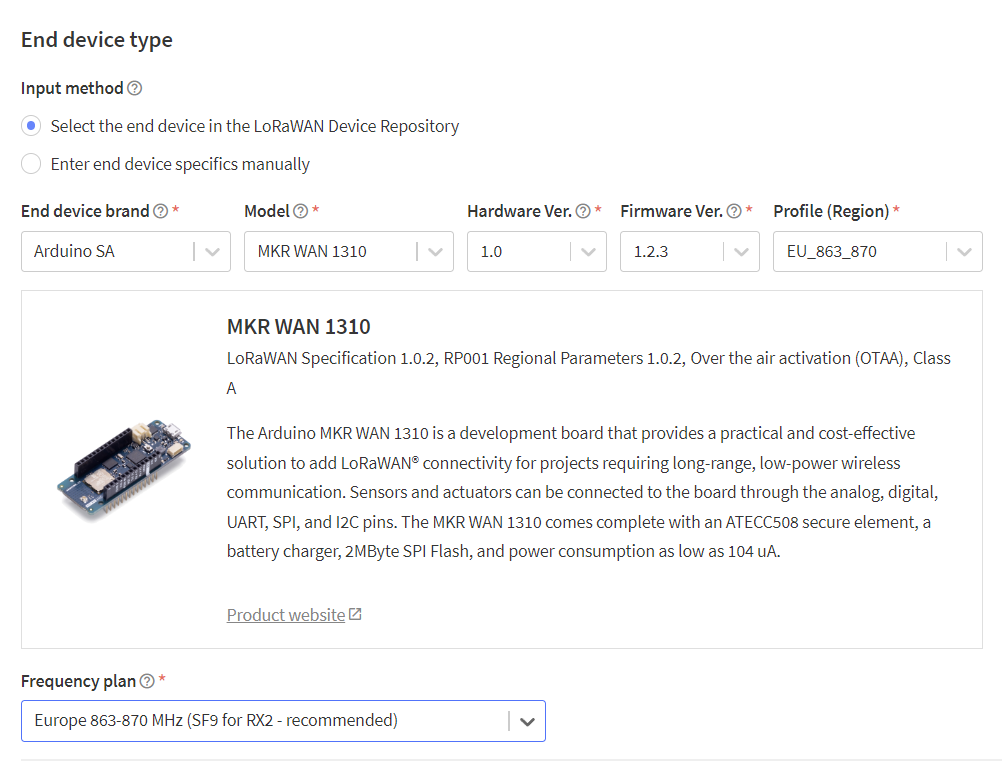 End device type
Input method
Select the end device in the LoRaWAN Device Repository
Enter end device specifics manually
End device brand * Model * Hardware Ver. * Firmware Ver. * Profile (Region) *
Arduino SA MKR WAN 1310 1.0 1.2.3 EU_863_870
MKR WAN 1310
LoRaWAN Specification 1.0.2, RP001 Regional Parameters 1.0.2, Over the air activation (OTAA), Class
A
The Arduino MKR WAN 1310 is a development board that provides a practical and cost-effective
solution to add LoRaWAN® connectivity for projects requiring long-range, low-power wireless
communication. Sensors and actuators can be connected to the board through the analog, digital,
UART, SPI, and I2C pins. The MKR WAN 1310 comes complete with an ATECC508 secure element, a
battery charger, 2MByte SPI Flash, and power consumption as low as 104 uA.
Product website
Frequency plan *
Europe 863-870 MHz (SF9 for RX2 - recommended)